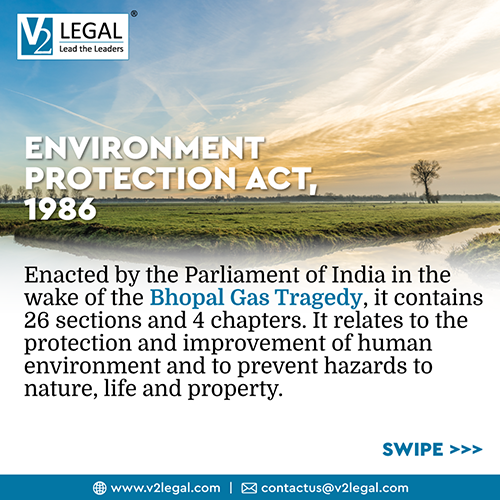 V2 LEGAL®
Lead the Leaders
ENVIRONMENT
PROTECTION ACT,
1986
Enacted by the Parliament of India in the
wake of the Bhopal Gas Tragedy, it contains
26 sections and 4 chapters. It relates to the
protection and improvement of human
environment and to prevent hazards to
nature, life and property.
SWIPE >>>
www.v2legal.com | contactus@v2legal.com